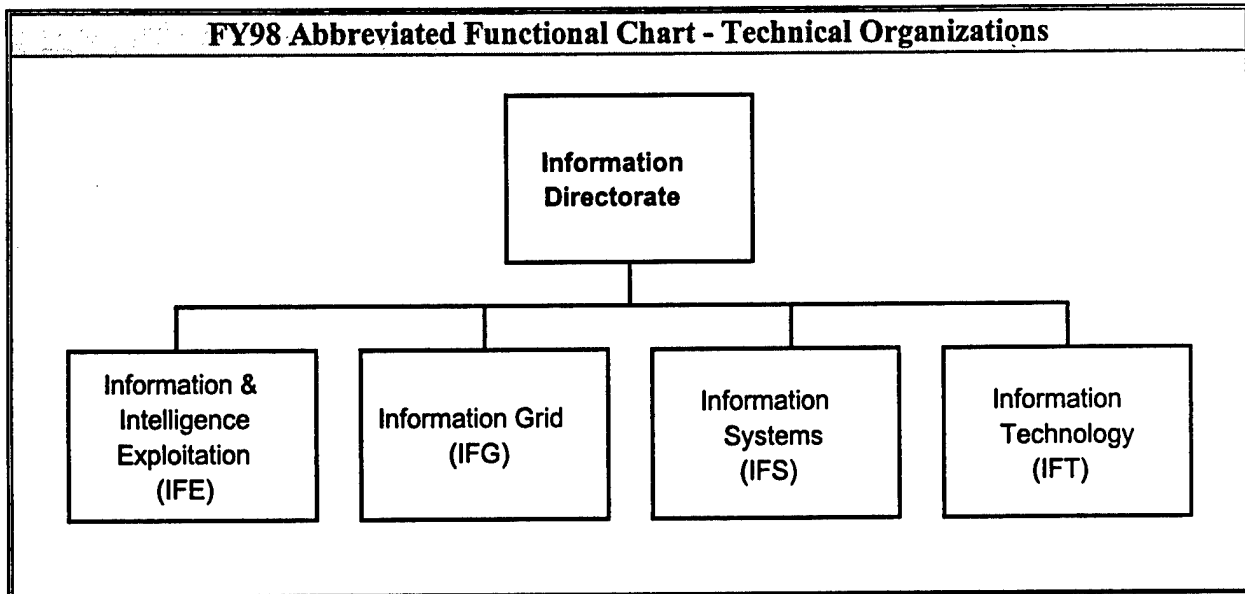 FY98 Abbreviated Functional Chart - Technical Organizations
Information
Directorate
Information &
Intelligence
Exploitation
(IFE)
Information Grid
(IFG)
Information
Systems
(IFS)
Information
Technology
(IFT)